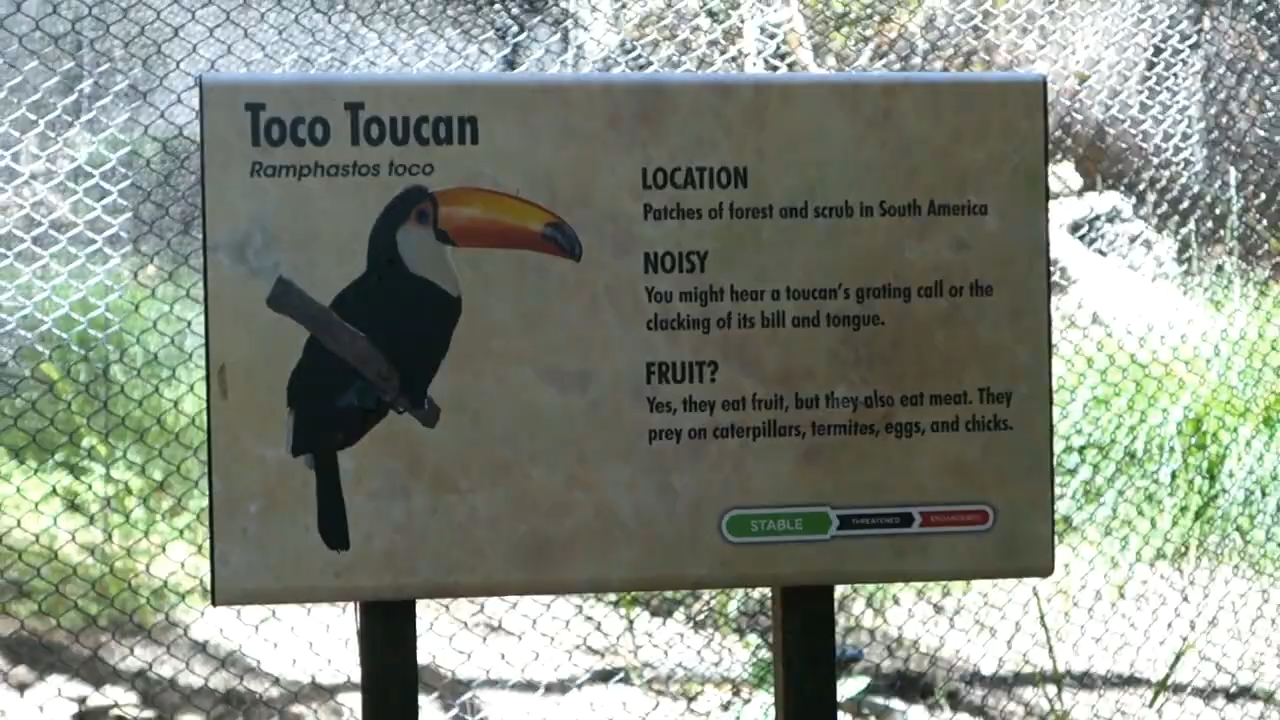 Toco Toucan
Ramphastos toco
LOCATION
Patches of forest and scrub in South America
NOISY
You might hear a toucan's grating call or the
clacking of its bill and tongue.
FRUIT?
Yes, they eat fruit, but they also eat meat. They
prey on caterpillars, termites, eggs, and chicks.
STABLE THREATENED ENDANGERED